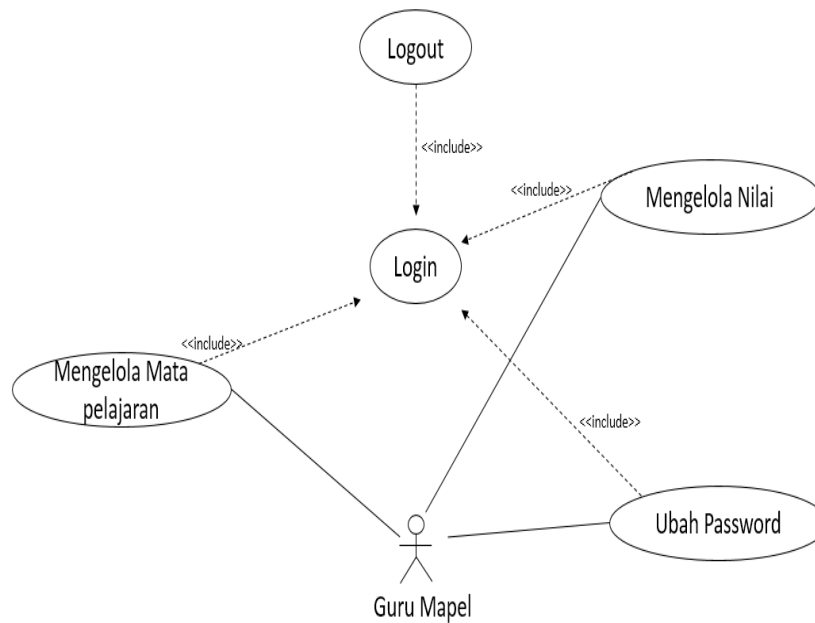 Logout
<<include>>
<<include>>
Mengelola Nilai
Login
<<include>>
Mengelola Mata
pelajaran
<<include>>
Ubah Password
Guru Mapel